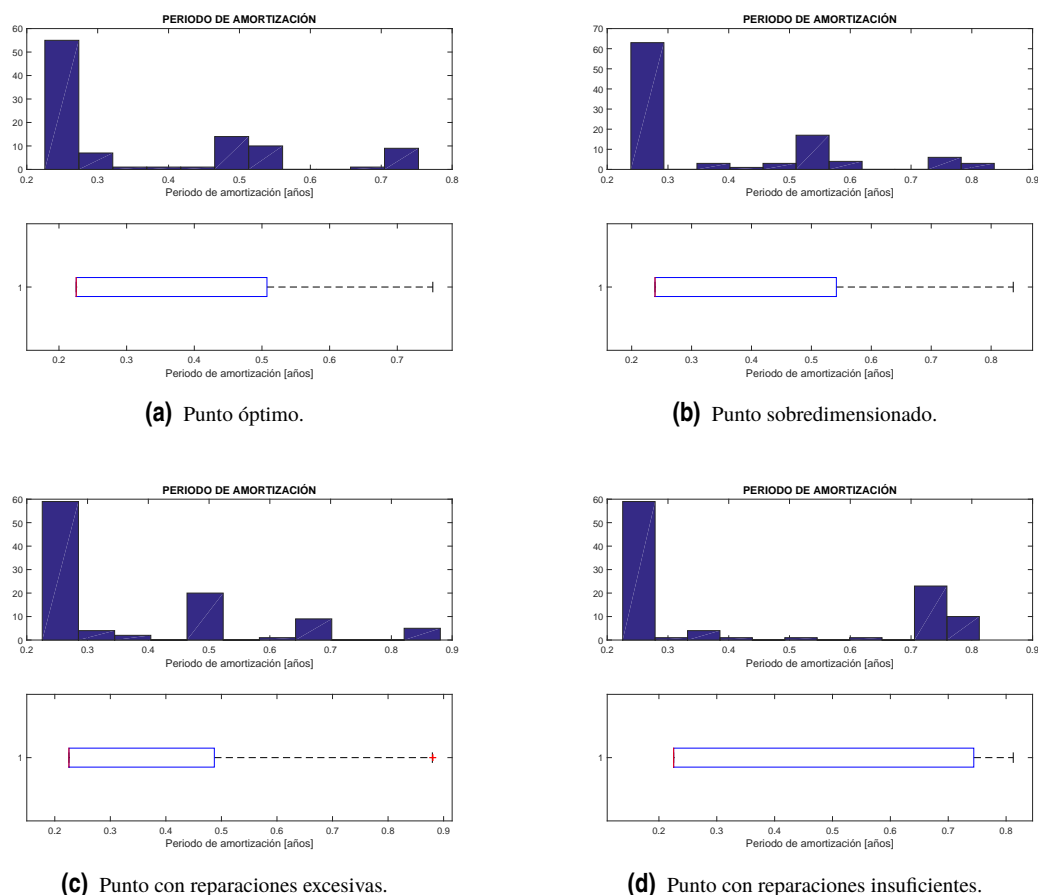 PERIODO DE AMORTIZACIÓN
60
50
40
30
20
10
0
0.2 0.3 0.4 0.5 0.6 0.7 0.8
Periodo de amortización [años]
1
0.2 0.3 0.4 0.5 0.6 0.7
Periodo de amortización [años]
(a) Punto óptimo.
PERIODO DE AMORTIZACIÓN
70
60
50
40
30
20
10
0
0.2 0.3 0.4 0.5 0.6 0.7 0.8 0.9
Periodo de amortización [años]
1
0.2 0.3 0.4 0.5 0.6 0.7 0.8
Periodo de amortización [años]
(b) Punto sobredimensionado.
PERIODO DE AMORTIZACIÓN
60
50
40
30
20
10
0
0.2 0.3 0.4 0.5 0.6 0.7 0.8 0.9
Periodo de amortización [años]
1
0.2 0.3 0.4 0.5 0.6 0.7 0.8 0.9
Periodo de amortización [años]
(c) Punto con reparaciones excesivas.
PERIODO DE AMORTIZACIÓN
60
50
40
30
20
10
0
0.2 0.3 0.4 0.5 0.6 0.7 0.8 0.9
Periodo de amortización [años]
1
0.2 0.3 0.4 0.5 0.6 0.7 0.8
Periodo de amortización [años]
(d) Punto con reparaciones insuficientes.